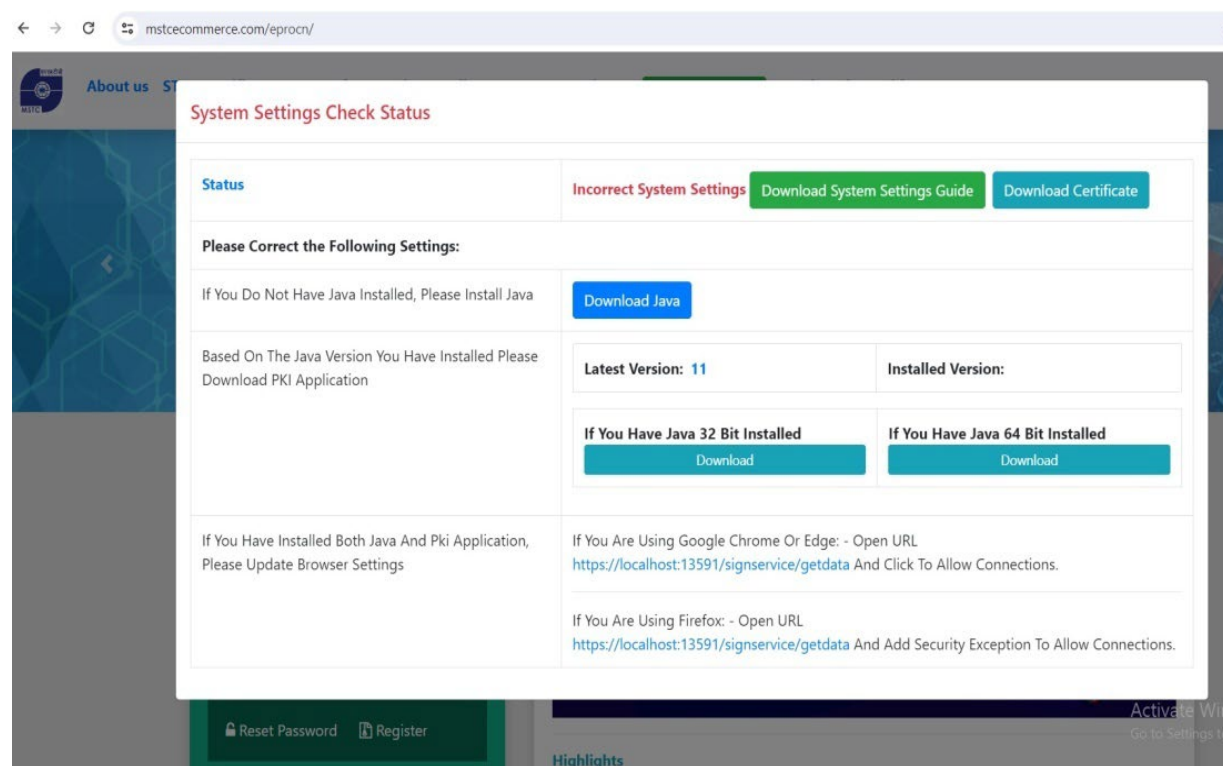 mstcecommerce.com/eprocn/
MSTC
About us ST
System Settings Check Status
Status
Incorrect System Settings Download System Settings Guide Download Certificate
Please Correct the Following Settings:
If You Do Not Have Java Installed, Please Install Java
Download Java
Based On The Java Version You Have Installed Please
Download PKI Application
Latest Version: 11
Installed Version:
If You Have Java 32 Bit Installed
Download
If You Have Java 64 Bit Installed
Download
If You Have Installed Both Java And Pki Application,
Please Update Browser Settings
If You Are Using Google Chrome Or Edge: - Open URL
https://localhost:13591/signservice/getdata And Click To Allow Connections.
If You Are Using Firefox: - Open URL
https://localhost:13591/signservice/getdata And Add Security Exception To Allow Connections.
Reset Password Register
Highlights
Activate Wi
Go to Settings t